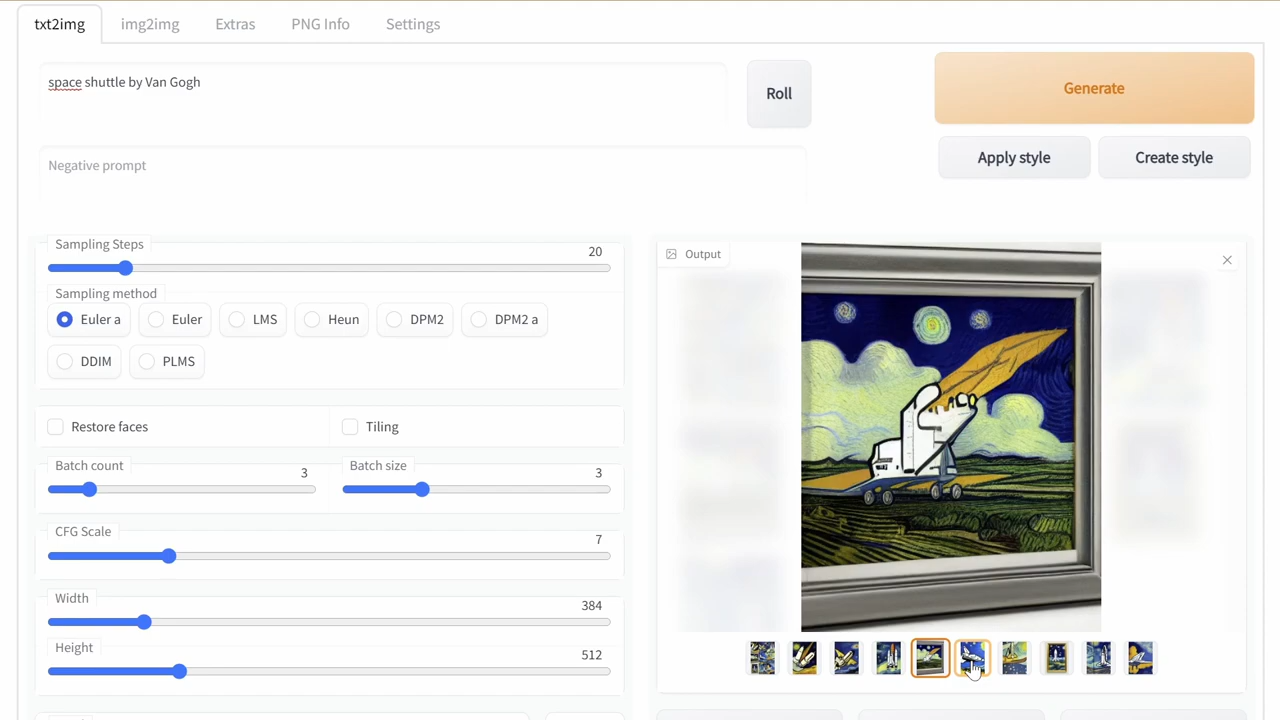 txt2img img2img Extras PNG Info Settings
space shuttle by Van Gogh
Roll
Generate
Negative prompt
Apply style
Create style
Sampling Steps
20
Output
Sampling method
Euler a Euler LMS Heun DPM2 DPM2 a
DDIM PLMS
Restore faces
Tiling
Batch count
3
Batch size
3
CFG Scale
7
Width
384
Height
512